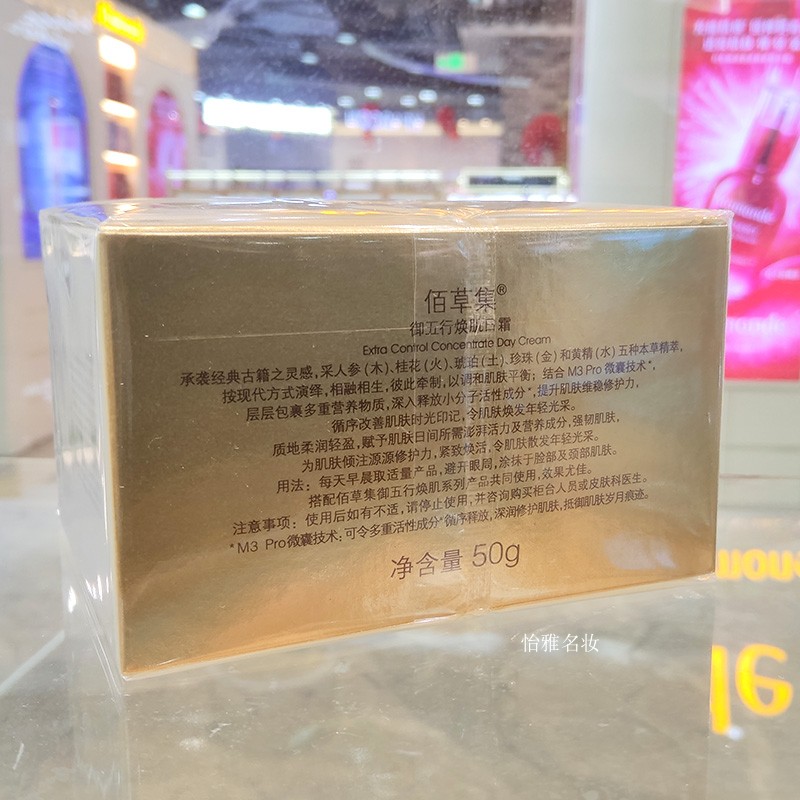 佰草集®
御五行焕肌日霜
Extra Control Concentrate Day Cream
承袭经典古籍之灵感，采人参(木)、桂花(火)、琥珀(土)、珍珠(金)和黄精(水)五种本草精萃，
按现代方式演绎，相融相生，彼此牵制，以调和肌肤平衡；结合M3 Pro微囊技术*，
层层包裹多重营养物质，深入释放小分子活性成分*，提升肌肤维稳修护力，
循序改善肌肤时光印记，令肌肤焕发年轻光采。
质地柔润轻盈，赋予肌肤日间所需澎湃活力及营养成分，强韧肌肤，
为肌肤倾注源源修护力，紧致焕活，令肌肤散发年轻光采。
用法：每天早晨取适量产品，避开眼周，涂抹于脸部及颈部肌肤。
搭配佰草集御五行焕肌系列产品共同使用，效果尤佳。
注意事项：使用后如有不适，请停止使用，并咨询购买柜台人员或皮肤科医生。
*M3 Pro微囊技术：可令多重活性成分*循序释放，深润修护肌肤，抵御肌肤岁月痕迹。
净含量 50g
怡雅名妆